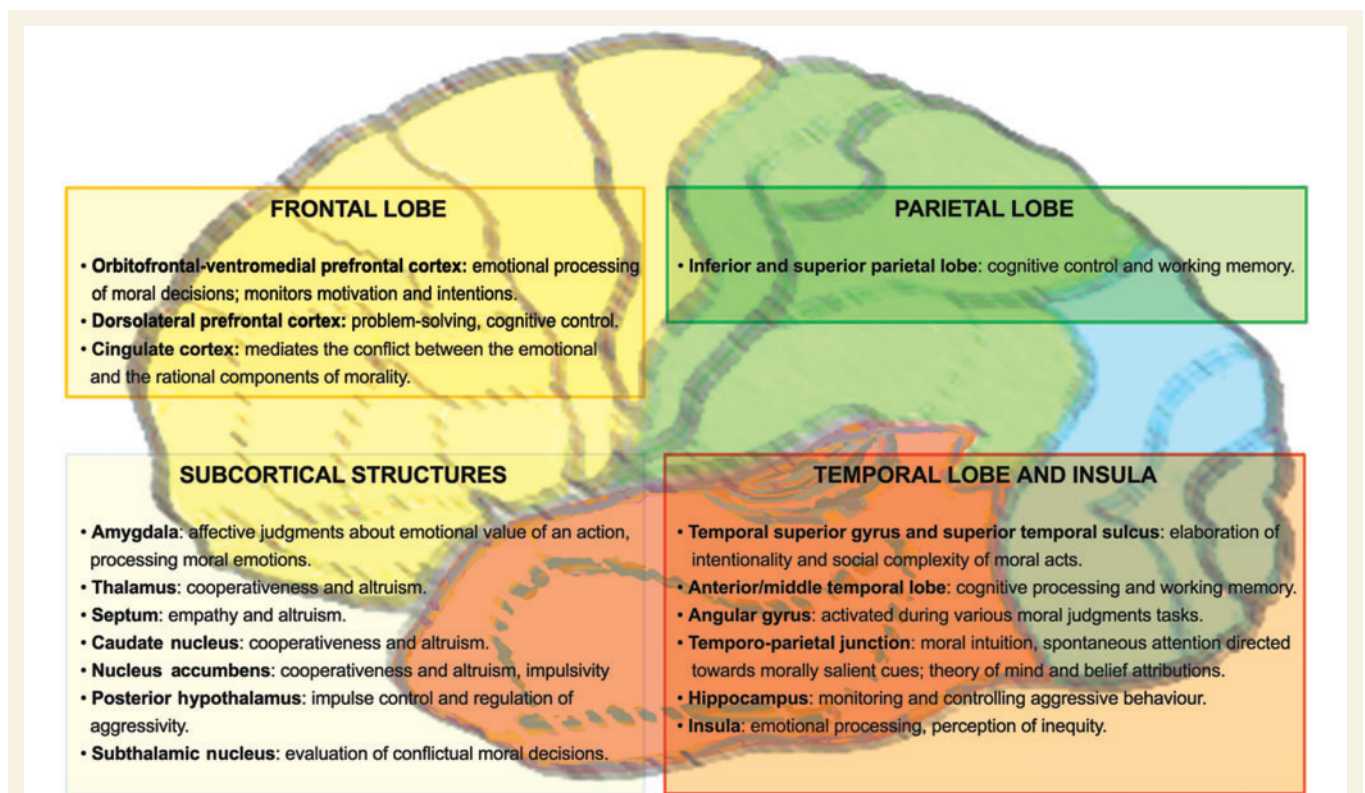 FRONTAL LOBE
• Orbitofrontal-ventromedial prefrontal cortex: emotional processing
of moral decisions; monitors motivation and intentions.
• Dorsolateral prefrontal cortex: problem-solving, cognitive control.
• Cingulate cortex: mediates the conflict between the emotional
and the rational components of morality.
PARIETAL LOBE
• Inferior and superior parietal lobe: cognitive control and working memory.
SUBCORTICAL STRUCTURES
• Amygdala: affective judgments about emotional value of an action,
processing moral emotions.
• Thalamus: cooperativeness and altruism.
• Septum: empathy and altruism.
• Caudate nucleus: cooperativeness and altruism.
• Nucleus accumbens: cooperativeness and altruism, impulsivity
• Posterior hypothalamus: impulse control and regulation of
aggressivity.
• Subthalamic nucleus: evaluation of conflictual moral decisions.
TEMPORAL LOBE AND INSULA
• Temporal superior gyrus and superior temporal sulcus: elaboration of
intentionality and social complexity of moral acts.
• Anterior/middle temporal lobe: cognitive processing and working memory.
• Angular gyrus: activated during various moral judgments tasks.
• Temporo-parietal junction: moral intuition, spontaneous attention directed
towards morally salient cues; theory of mind and belief attributions.
• Hippocampus: monitoring and controlling aggressive behaviour.
• Insula: emotional processing, perception of inequity.